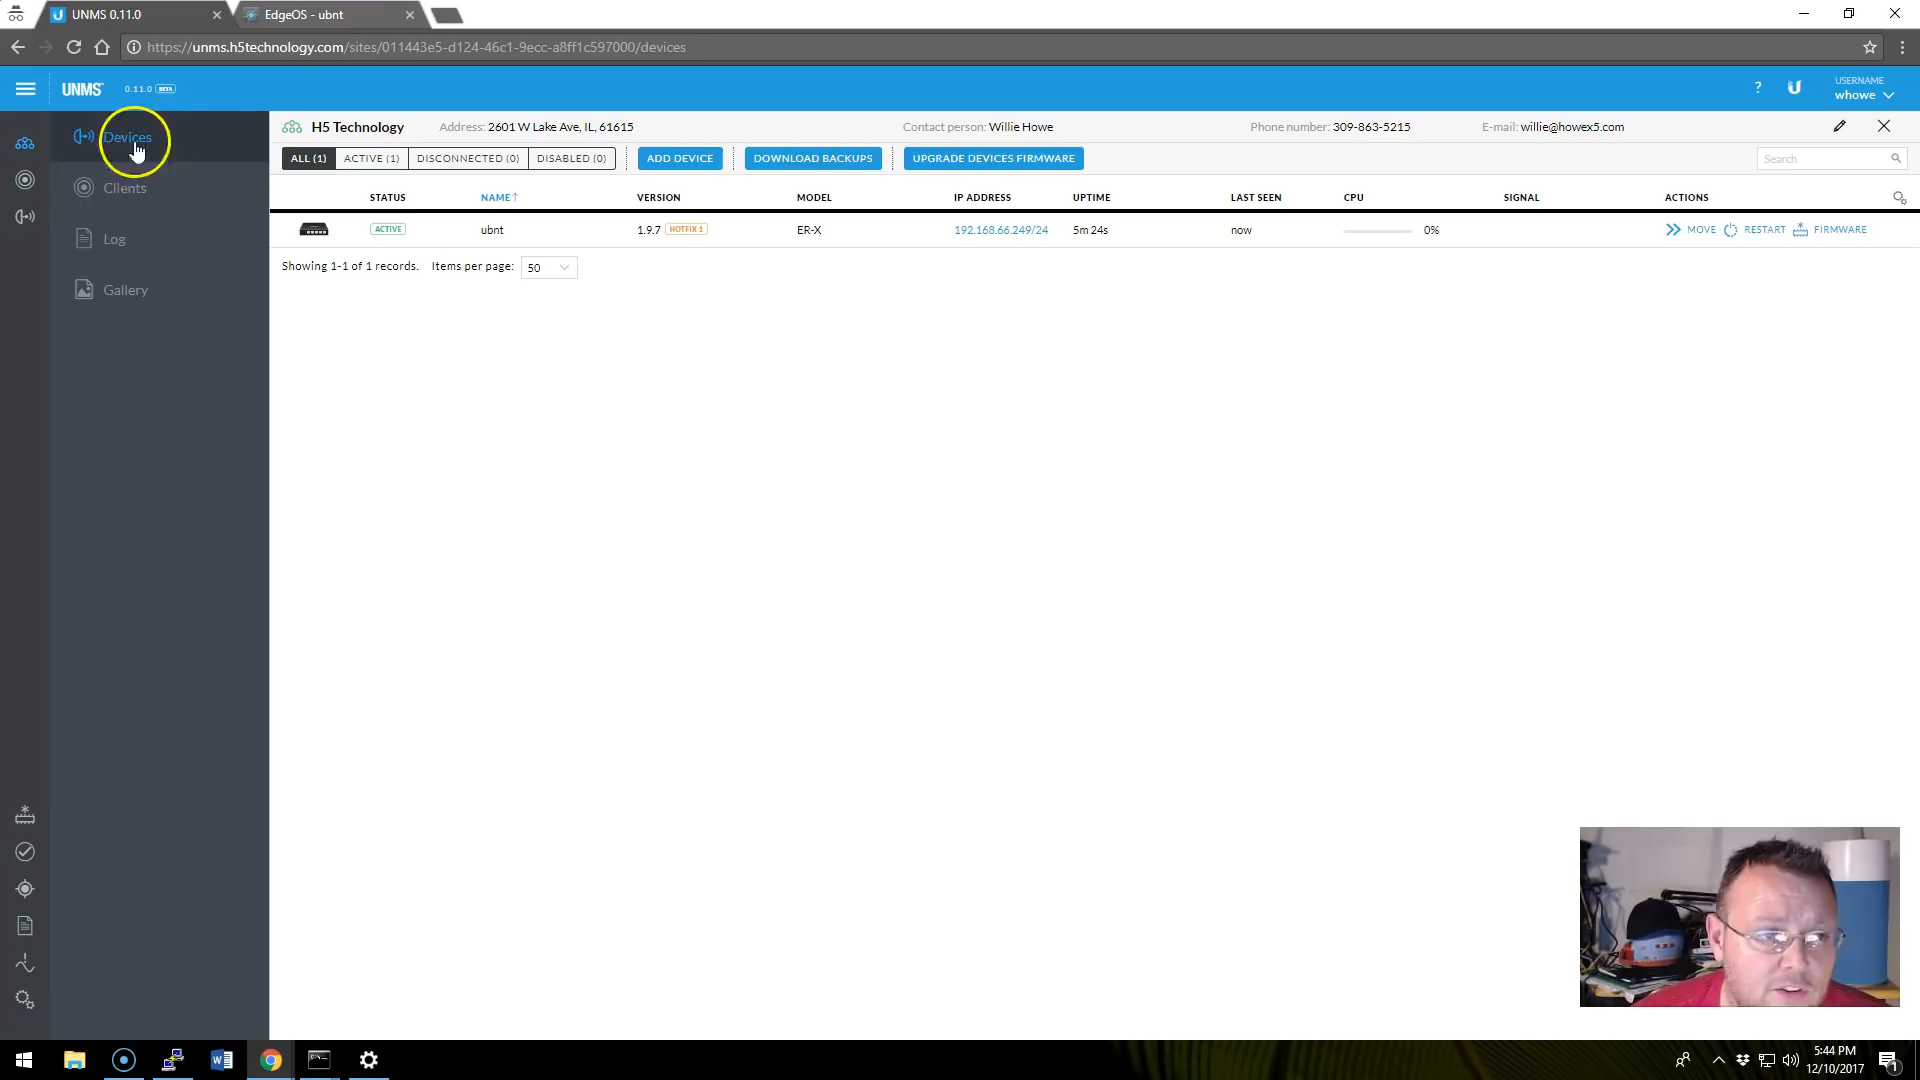 UNMS 0.11.0
EdgeOS - ubnt
https://unms.h5technology.com/sites/011443e5-d124-46c1-9ecc-a8ff1c597000/devices
UNMS 0.11.0 BETA
? USERNAME
whowe
Devices
Clients
Log
Gallery
H5 Technology Address: 2601 W Lake Ave, IL, 61615 Contact person: Willie Howe Phone number: 309-863-5215 E-mail: willie@howex5.com
ALL (1) ACTIVE (1) DISCONNECTED (0) DISABLED (0) ADD DEVICE DOWNLOAD BACKUPS UPGRADE DEVICES FIRMWARE Search
STATUS NAME↑ VERSION MODEL IP ADDRESS UPTIME LAST SEEN CPU SIGNAL ACTIONS
ACTIVE ubnt 1.9.7 HOTFIX 1 ER-X 192.168.66.249/24 5m 24s now 0% MOVE RESTART FIRMWARE
Showing 1-1 of 1 records. Items per page: 50
5:44 PM
12/10/2017
1